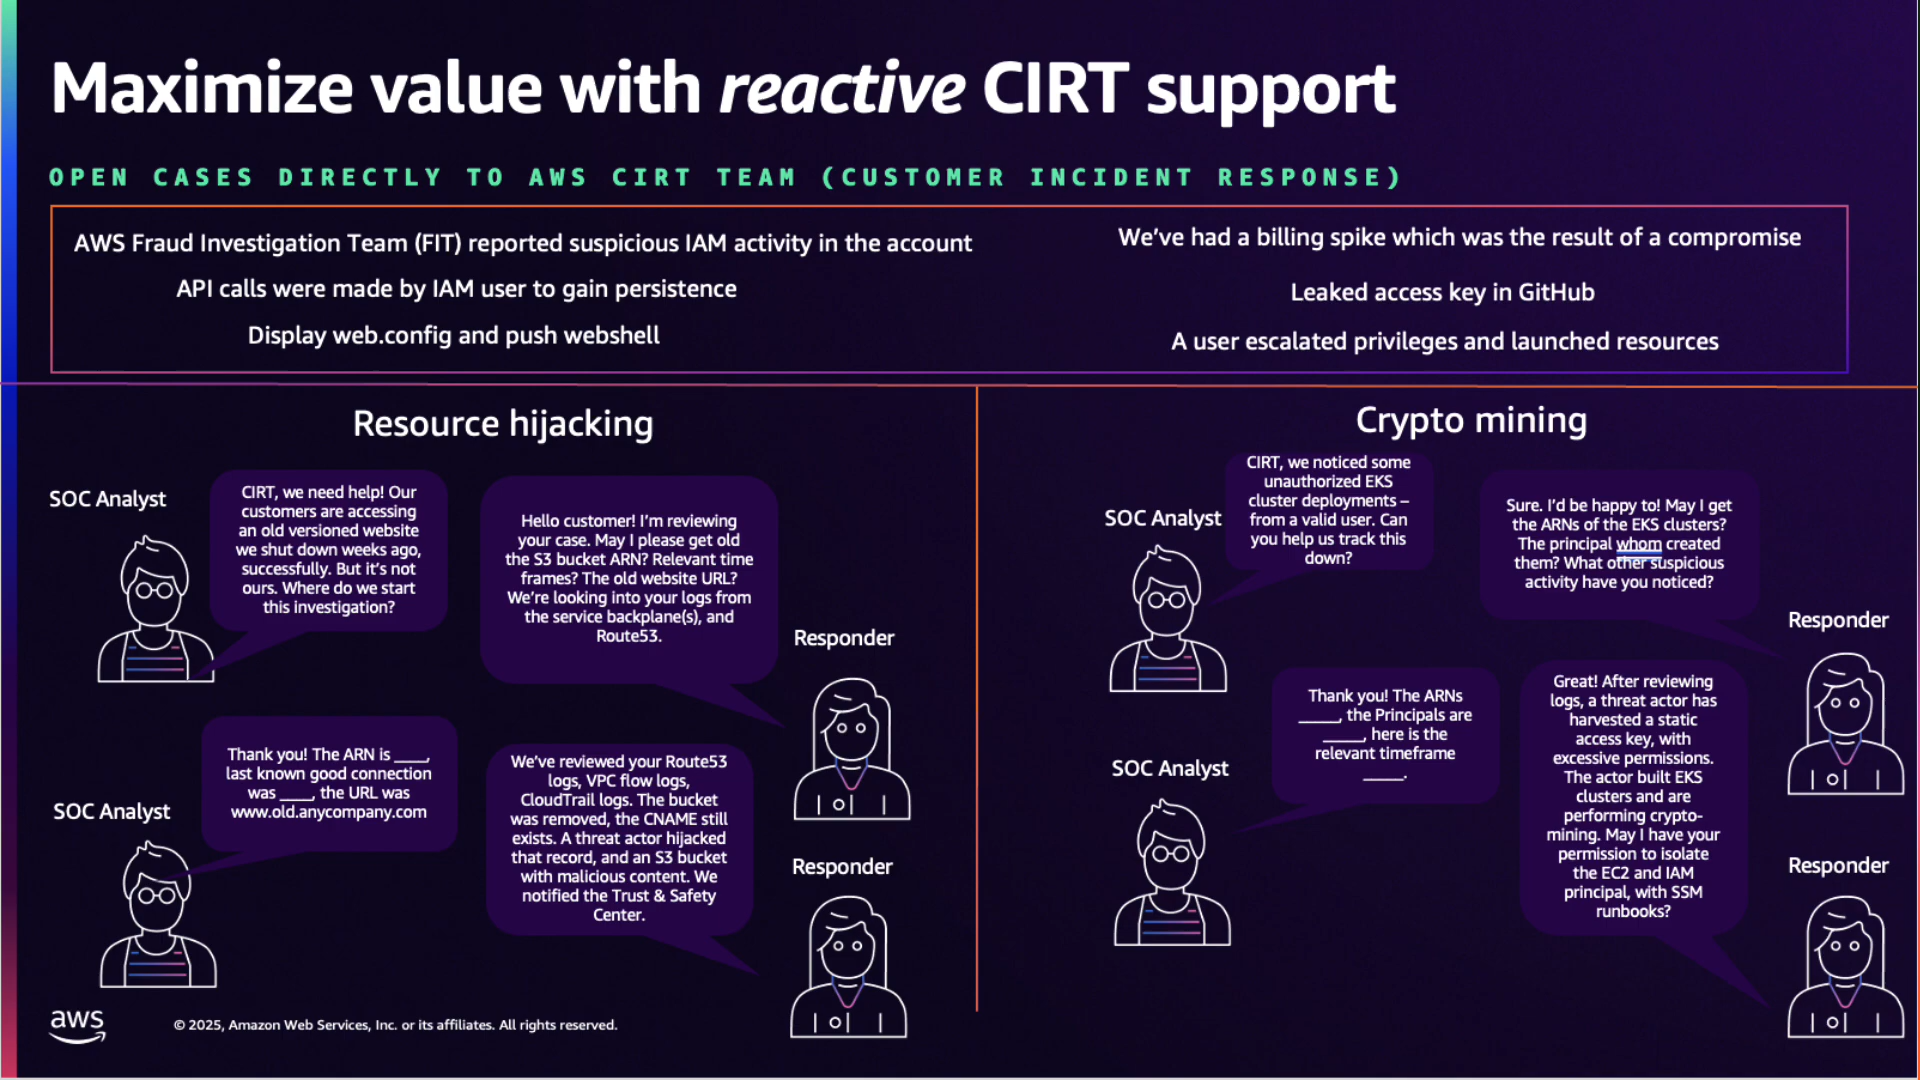 Maximize value with reactive CIRT support
OPEN CASES DIRECTLY TO AWS CIRT TEAM (CUSTOMER INCIDENT RESPONSE)
AWS Fraud Investigation Team (FIT) reported suspicious IAM activity in the account
API calls were made by IAM user to gain persistence
Display web.config and push webshell
We've had a billing spike which was the result of a compromise
Leaked access key in GitHub
A user escalated privileges and launched resources
Resource hijacking
SOC Analyst
CIRT, we need help! Our
customers are accessing
an old versioned website
we shut down weeks ago,
successfully. But it's not
ours. Where do we start
this investigation?
Hello customer! I'm reviewing
your case. May I please get old
the S3 bucket ARN? Relevant time
frames? The old website URL?
We're looking into your logs from
the service backplane(s), and
Route53.
Responder
SOC Analyst
Thank you! The ARN is ____,
last known good connection
was ____, the URL was
www.old.anycompany.com
We've reviewed your Route53
logs, VPC flow logs,
CloudTrail logs. The bucket
was removed, the CNAME still
exists. A threat actor hijacked
that record, and an S3 bucket
with malicious content. We
notified the Trust & Safety
Center.
Responder
Crypto mining
SOC Analyst
CIRT, we noticed some
unauthorized EKS
cluster deployments –
from a valid user. Can
you help us track this
down?
Sure. I'd be happy to! May I get
the ARNs of the EKS clusters?
The principal whom created
them? What other suspicious
activity have you noticed?
Responder
SOC Analyst
Thank you! The ARNs
_____, the Principals are
_____, here is the
relevant timeframe
_____.
Great! After reviewing
logs, a threat actor has
harvested a static
access key, with
excessive permissions.
The actor built EKS
clusters and are
performing crypto-
mining. May I have your
permission to isolate
the EC2 and IAM
principal, with SSM
runbooks?
Responder
aws
© 2025, Amazon Web Services, Inc. or its affiliates. All rights reserved.